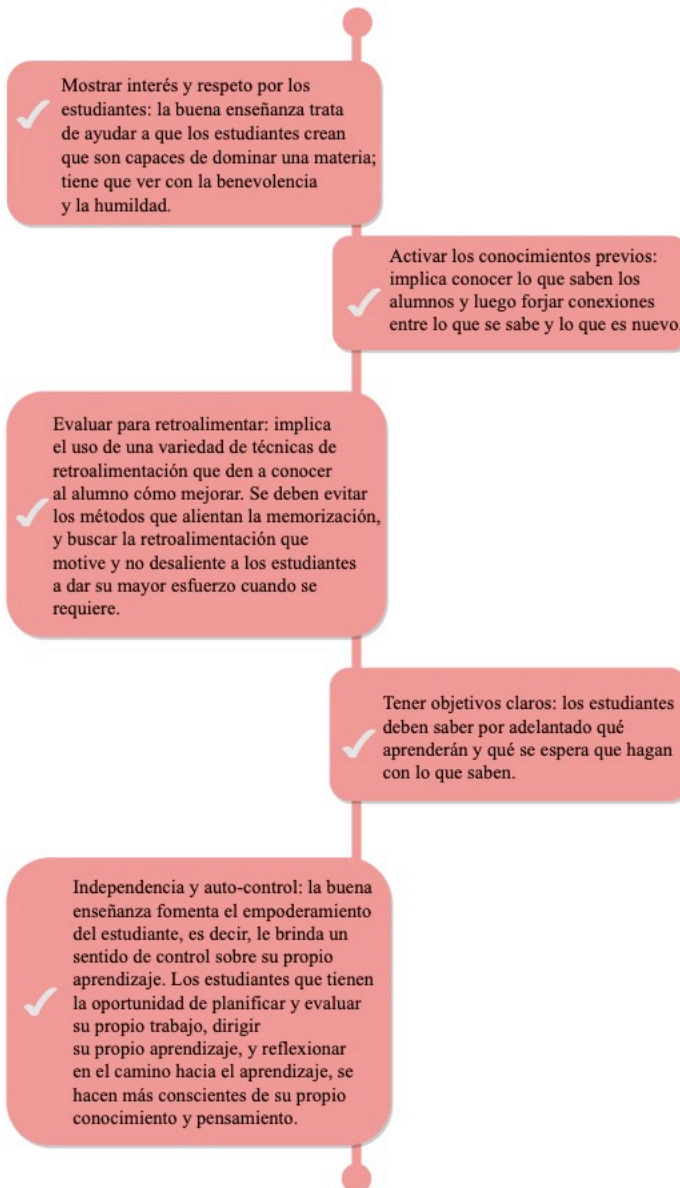 Mostrar interés y respeto por los
estudiantes: la buena enseñanza trata
de ayudar a que los estudiantes crean
que son capaces de dominar una materia;
tiene que ver con la benevolencia
y la humildad.
Activar los conocimientos previos:
implica conocer lo que saben los
alumnos y luego forjar conexiones
entre lo que se sabe y lo que es nuevo.
Evaluar para retroalimentar: implica
el uso de una variedad de técnicas de
retroalimentación que den a conocer
al alumno cómo mejorar. Se deben evitar
los métodos que alientan la memorización,
y buscar la retroalimentación que
motive y no desaliente a los estudiantes
a dar su mayor esfuerzo cuando se
requiere.
Tener objetivos claros: los estudiantes
deben saber por adelantado qué
aprenderán y qué se espera que hagan
con lo que saben.
Independencia y auto-control: la buena
enseñanza fomenta el empoderamiento
del estudiante, es decir, le brinda un
sentido de control sobre su propio
aprendizaje. Los estudiantes que tienen
la oportunidad de planificar y evaluar
su propio trabajo, dirigir
su propio aprendizaje, y reflexionar
en el camino hacia el aprendizaje, se
hacen más conscientes de su propio
conocimiento y pensamiento.